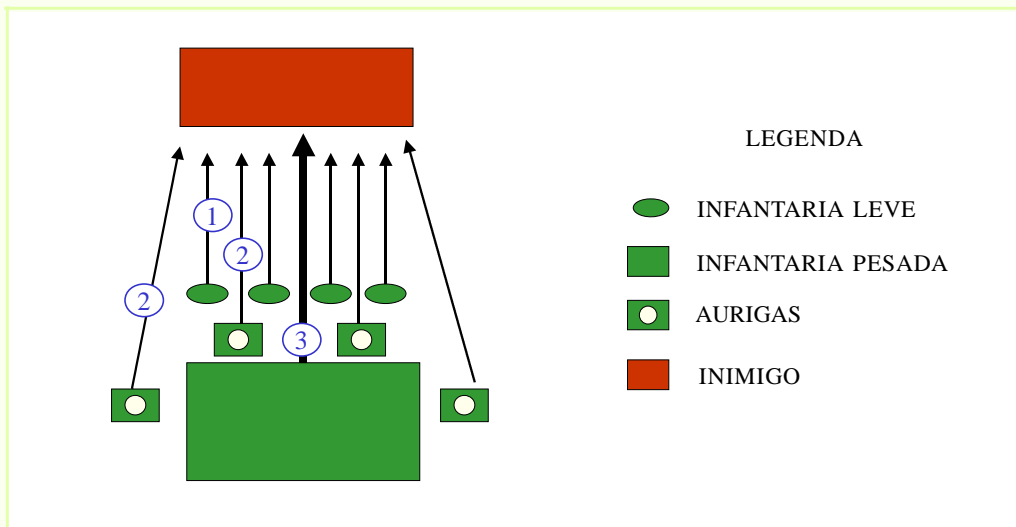 LEGENDA
1
INFANTARIA LEVE
2
INFANTARIA PESADA
2
AURIGAS
3
INIMIGO